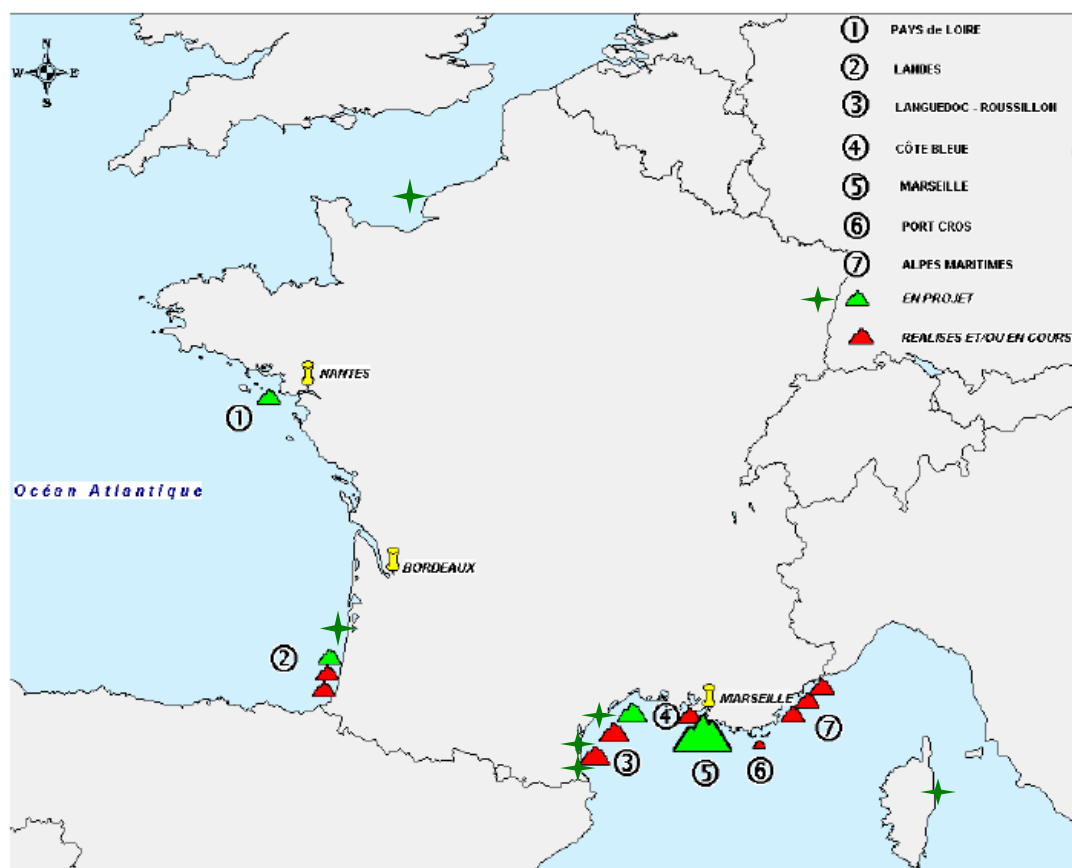 ① PAYS de LOIRE
② LANDES
③ LANGUEDOC - ROUSSILLON
④ CÔTE BLEUE
⑤ MARSEILLE
⑥ PORT CROS
⑦ ALPES MARITIMES
EN PROJET
REALISES ET/OU EN COURS
N
W E
S
NANTES
①
Océan Atlantique
BORDEAUX
②
MARSEILLE
④
⑦
③
⑤
⑥